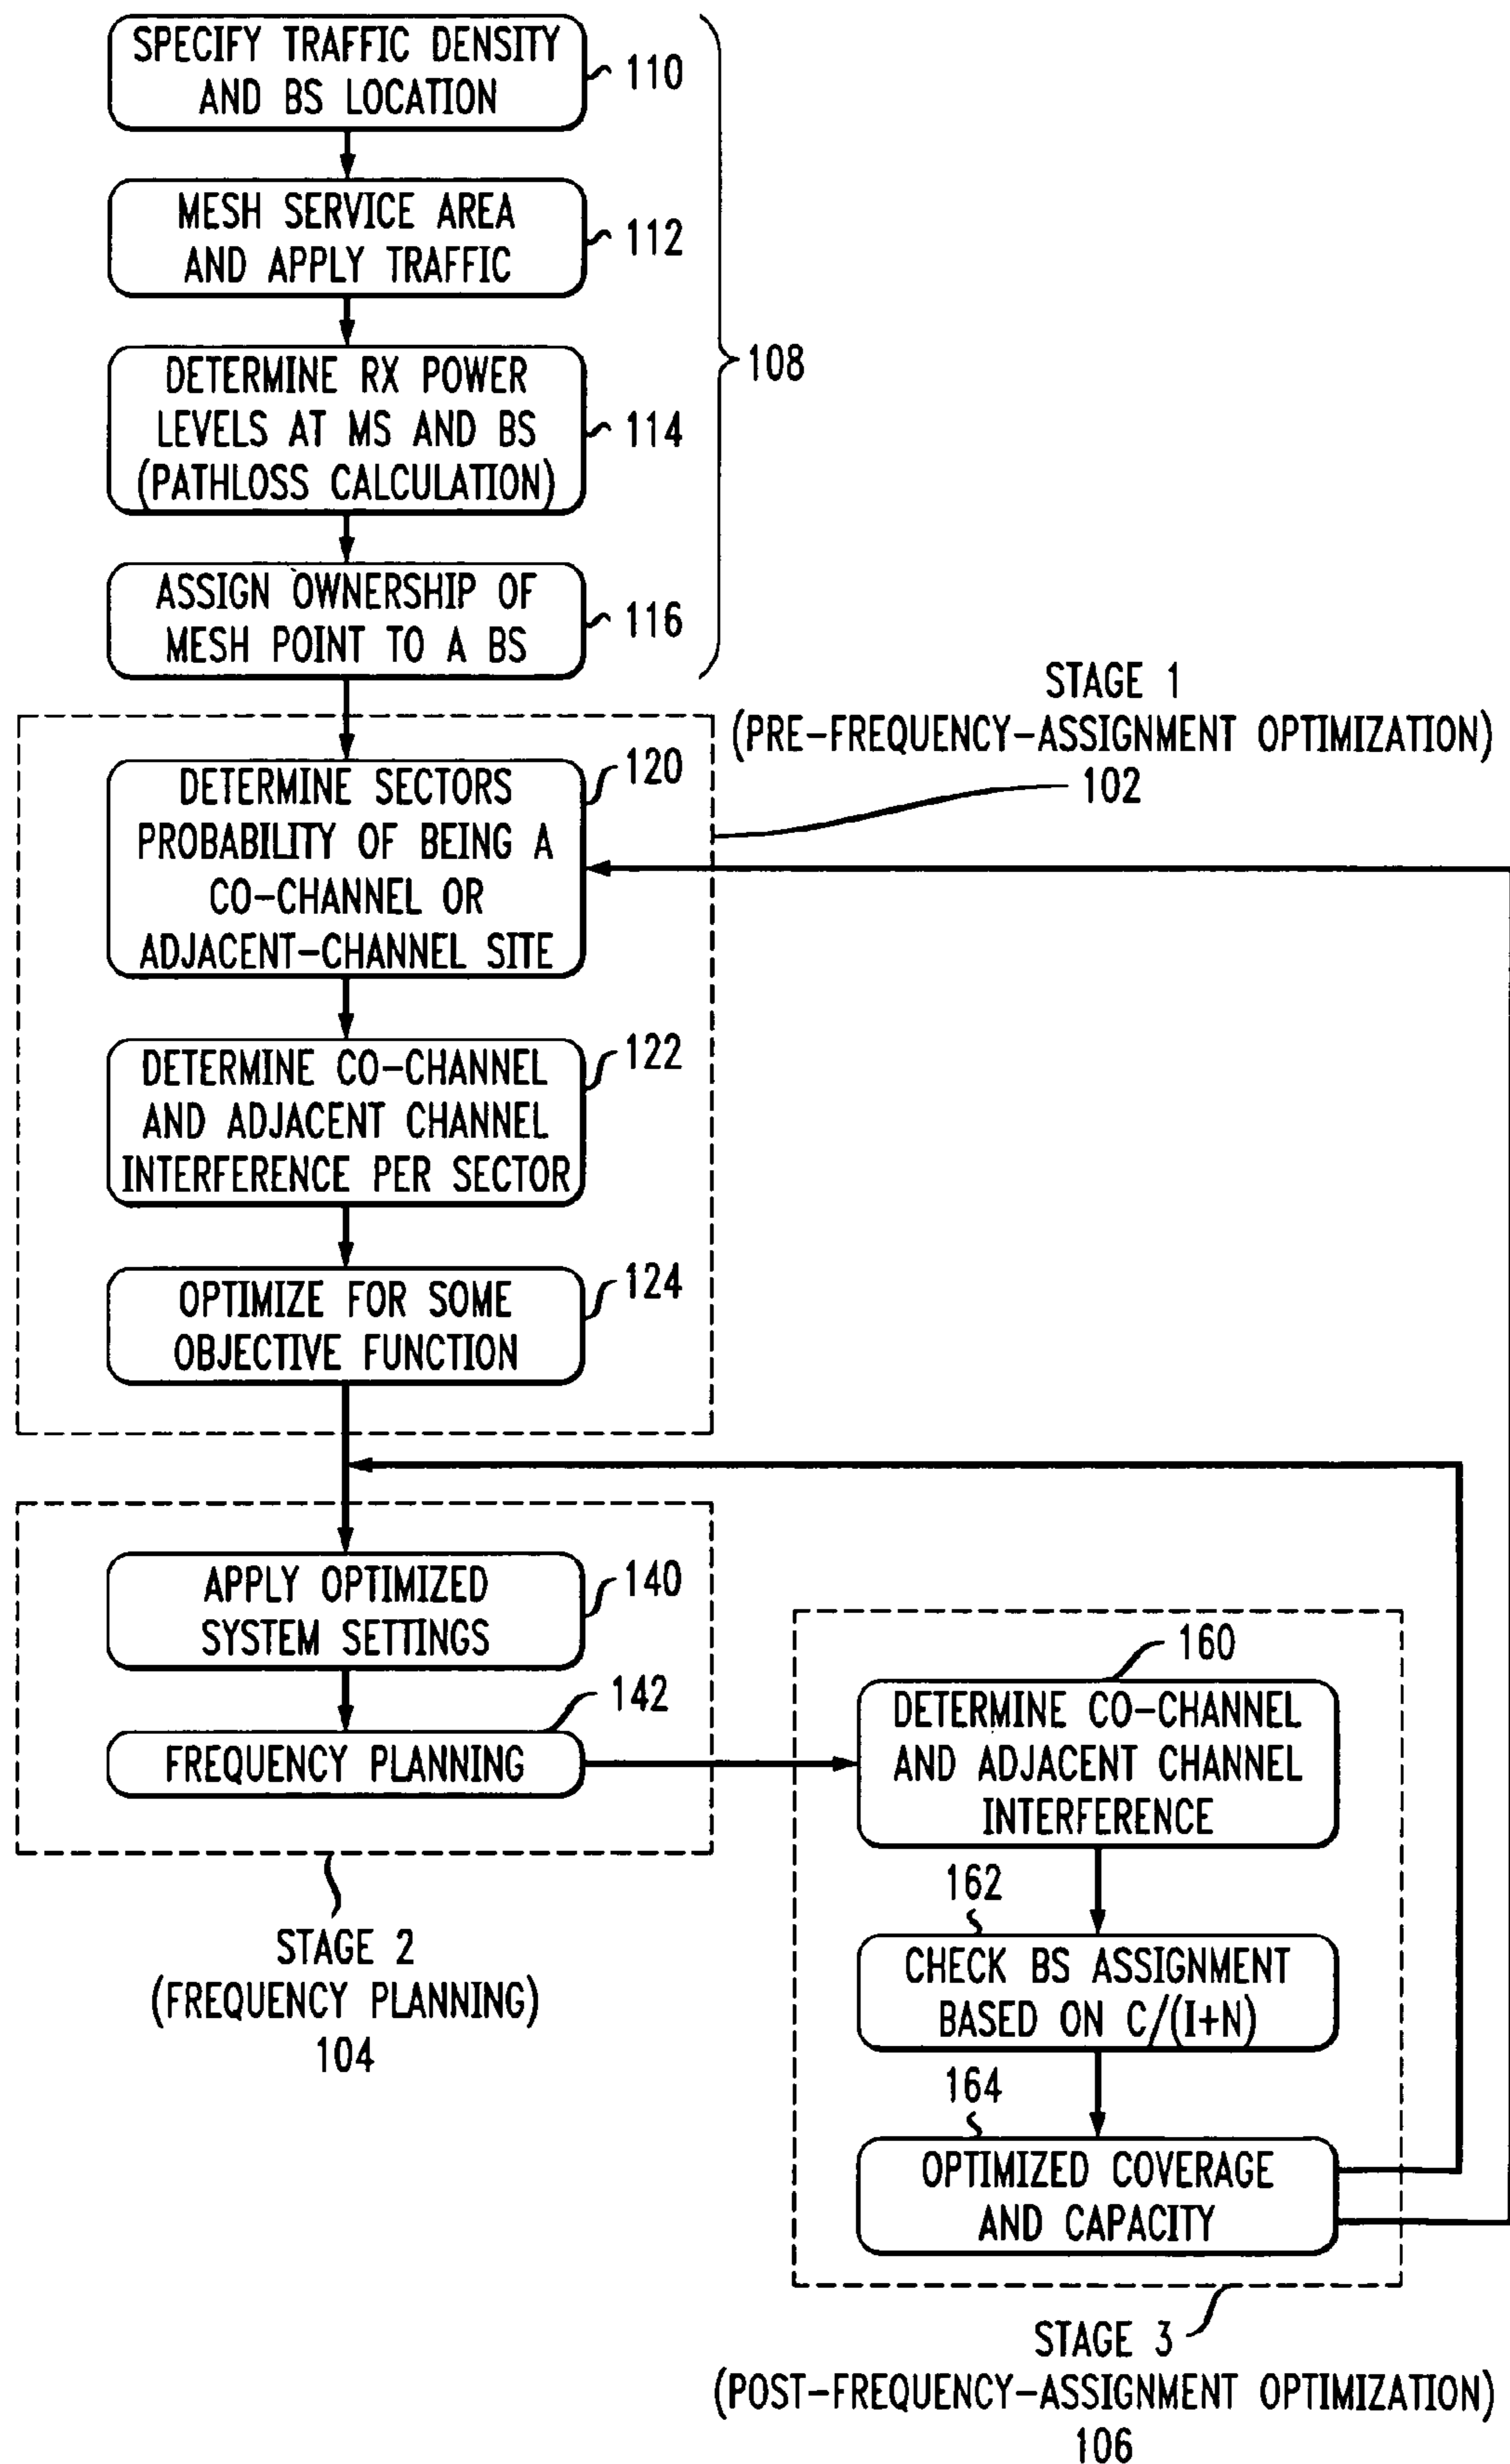 SPECIFY TRAFFIC DENSITY
AND BS LOCATION
110
MESH SERVICE AREA
AND APPLY TRAFFIC
112
DETERMINE RX POWER
LEVELS AT MS AND BS
(PATHLOSS CALCULATION)
114
108
ASSIGN OWNERSHIP OF
MESH POINT TO A BS
116
STAGE 1
(PRE-FREQUENCY-ASSIGNMENT OPTIMIZATION)
102
DETERMINE SECTORS
PROBABILITY OF BEING A
CO-CHANNEL OR
ADJACENT-CHANNEL SITE
120
DETERMINE CO-CHANNEL
AND ADJACENT CHANNEL
INTERFERENCE PER SECTOR
122
OPTIMIZE FOR SOME
OBJECTIVE FUNCTION
124
APPLY OPTIMIZED
SYSTEM SETTINGS
140
FREQUENCY PLANNING
142
STAGE 2
(FREQUENCY PLANNING)
104
160
DETERMINE CO-CHANNEL
AND ADJACENT CHANNEL
INTERFERENCE
162
CHECK BS ASSIGNMENT
BASED ON C/(I+N)
164
OPTIMIZED COVERAGE
AND CAPACITY
STAGE 3
(POST-FREQUENCY-ASSIGNMENT OPTIMIZATION)
106